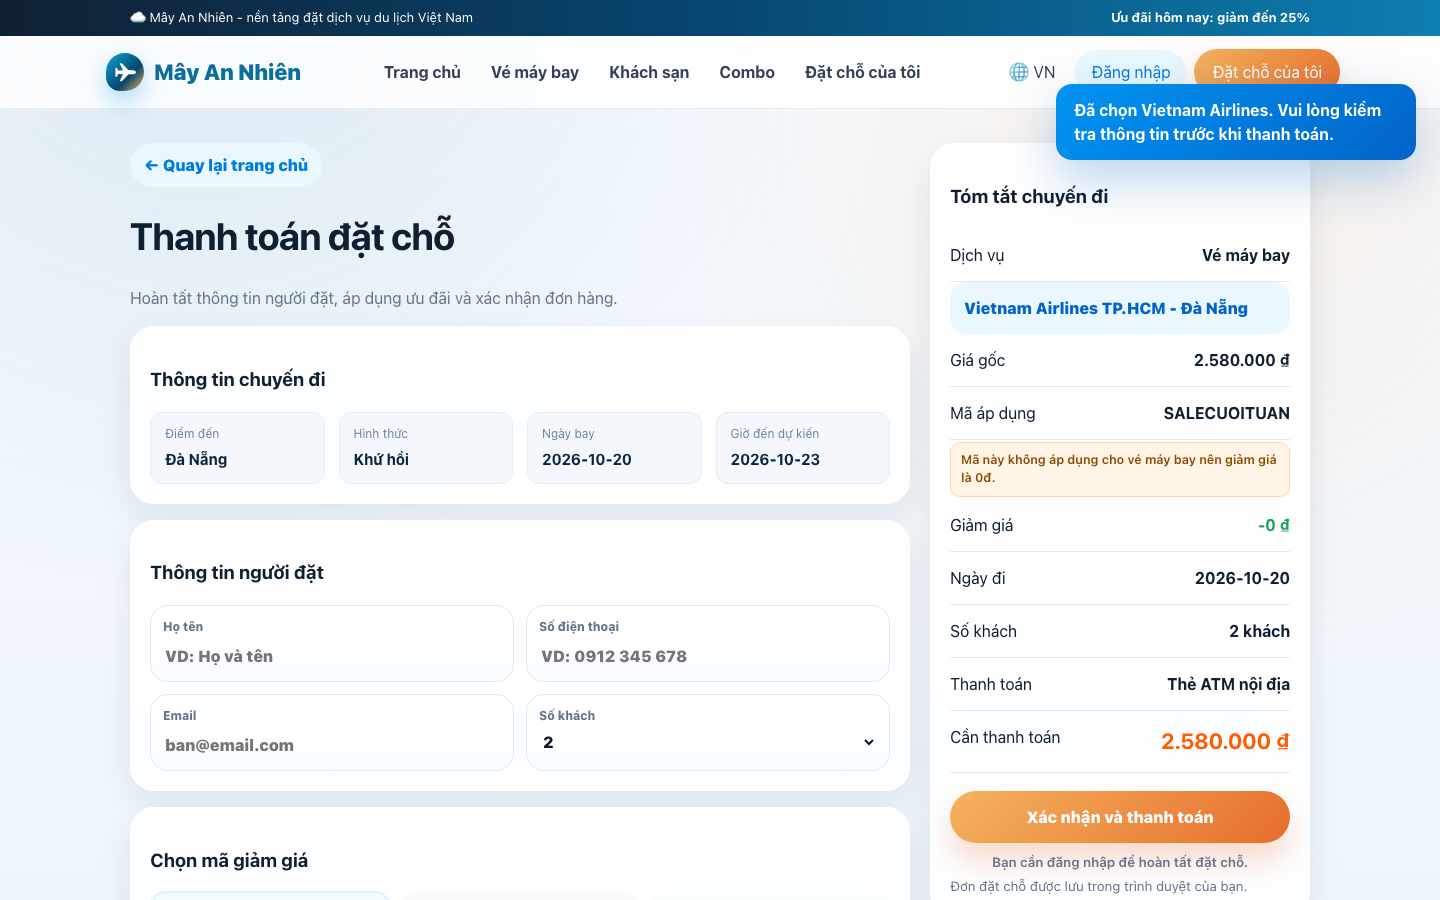 Mây An Nhiên - nền tảng đặt dịch vụ du lịch Việt Nam
Ưu đãi hôm nay: giảm đến 25%
Mây An Nhiên
Trang chủ
Vé máy bay
Khách sạn
Combo
Đặt chỗ của tôi
VN
Đăng nhập
Đặt chỗ của tôi
Đã chọn Vietnam Airlines. Vui lòng kiểm
tra thông tin trước khi thanh toán.
← Quay lại trang chủ
Thanh toán đặt chỗ
Hoàn tất thông tin người đặt, áp dụng ưu đãi và xác nhận đơn hàng.
Thông tin chuyến đi
Điểm đến
Đà Nẵng
Hình thức
Khứ hồi
Ngày bay
2026-10-20
Giờ đến dự kiến
2026-10-23
Thông tin người đặt
Họ tên
VD: Họ và tên
Số điện thoại
VD: 0912 345 678
Email
ban@email.com
Số khách
2
Chọn mã giảm giá
Tóm tắt chuyến đi
Dịch vụ
Vé máy bay
Vietnam Airlines TP.HCM - Đà Nẵng
Giá gốc
2.580.000 ₫
Mã áp dụng
SALECUOITUAN
Mã này không áp dụng cho vé máy bay nên giảm giá
là 0đ.
Giảm giá
-0 ₫
Ngày đi
2026-10-20
Số khách
2 khách
Thanh toán
Thẻ ATM nội địa
Cần thanh toán
2.580.000 ₫
Xác nhận và thanh toán
Bạn cần đăng nhập để hoàn tất đặt chỗ.
Đơn đặt chỗ được lưu trong trình duyệt của bạn.